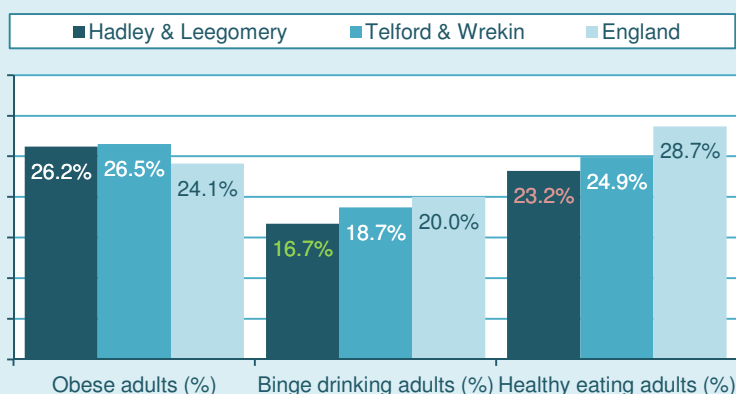 Hadley & Leegomery Telford & Wrekin England
26.2% 26.5% 24.1% 16.7% 18.7% 20.0% 23.2% 24.9% 28.7%
Obese adults (%) Binge drinking adults (%) Healthy eating adults (%)